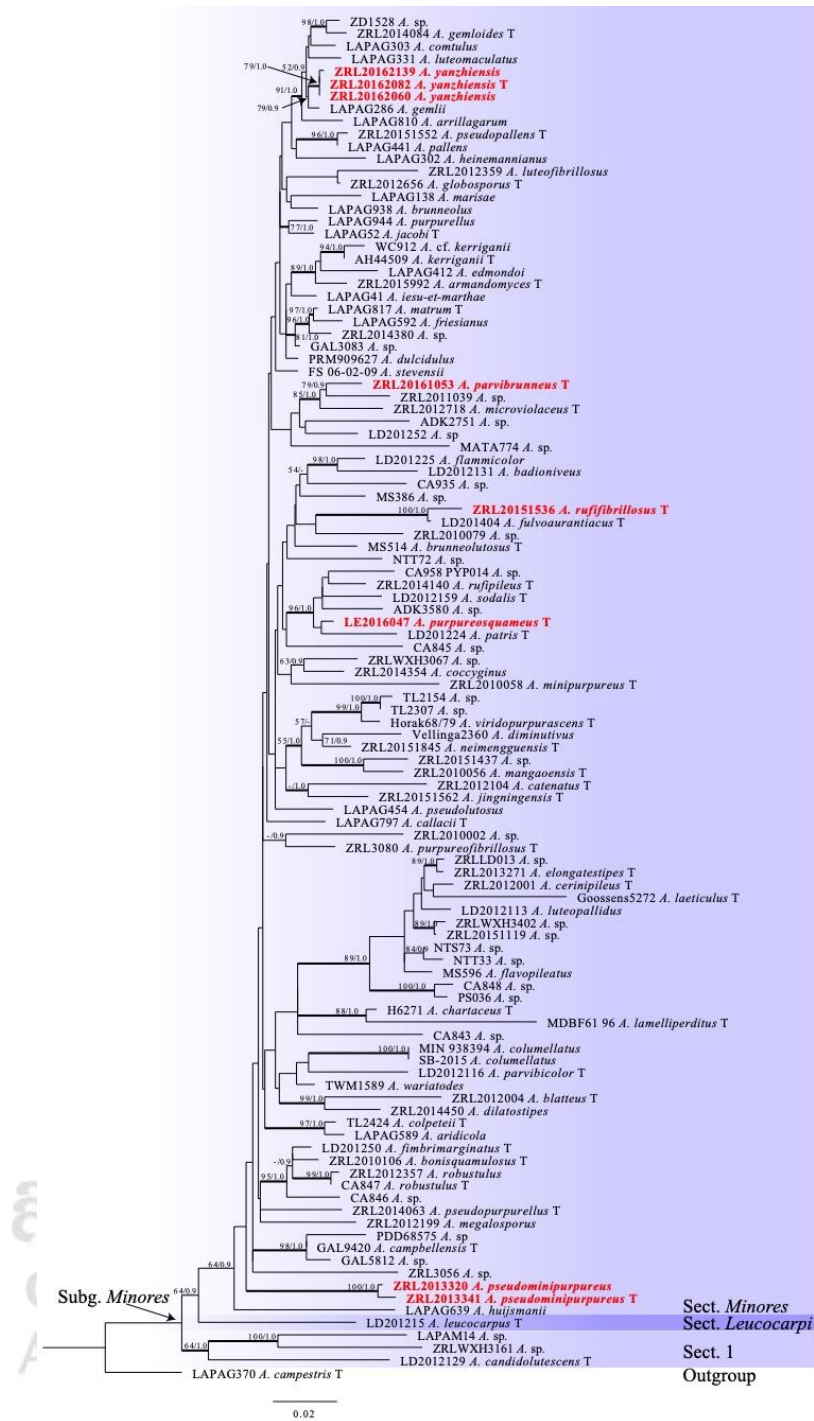 98/1.0
ZD1528 A. sp.
ZRL2014084 A. gemloides T
LAPAG303 A. comtulus
LAPAG331 A. luteomaculatus
79/1.0
52/0.9
ZRL20162139 A. yanzhiensis
ZRL20162082 A. yanzhiensis T
91/1.0
ZRL20162060 A. yanzhiensis
79/0.9
LAPAG286 A. gemlii
LAPAG810 A. arrillagarum
96/1.0
ZRL20151552 A. pseudopallens T
LAPAG441 A. pallens
LAPAG302 A. heinemannianus
ZRL2012359 A. luteofibrillosus
ZRL2012656 A. globosporus T
LAPAG138 A. marisae
LAPAG938 A. brunneolus
LAPAG944 A. purpurellus
77/1.0
LAPAG52 A. jacobi T
94/1.0
WC912 A. cf. kerriganii
AH44509 A. kerriganii T
89/1.0
LAPAG412 A. edmondoi
ZRL2015992 A. armandomyces T
LAPAG41 A. iesu-et-marthae
97/1.0
LAPAG817 A. matrum T
96/1.0
LAPAG592 A. friesianus
81/1.0
ZRL2014380 A. sp.
GAL3083 A. sp.
PRM909627 A. dulcidulus
FS 06-02-09 A. stevensii
79/0.9
ZRL20161053 A. parvibrunneus T
85/1.0
ZRL2011039 A. sp.
ZRL2012718 A. microviolaceus T
ADK2751 A. sp.
LD201252 A. sp
MATA774 A. sp.
98/1.0
LD201225 A. flammicolor
54/-
LD2012131 A. badioniveus
CA935 A. sp.
MS386 A. sp.
100/1.0
ZRL20151536 A. rufifibrillosus T
LD201404 A. fulvoaurantiacus T
ZRL2010079 A. sp.
MS514 A. brunneolutosus T
NTT72 A. sp.
CA958 PYP014 A. sp.
ZRL2014140 A. rufipileus T
LD2012159 A. sodalis T
96/1.0
ADK3580 A. sp.
LE2016047 A. purpureosquameus T
LD201224 A. patris T
CA845 A. sp.
63/0.9
ZRLWXH3067 A. sp.
ZRL2014354 A. coccyginus
ZRL2010058 A. minipurpureus T
100/1.0
TL2154 A. sp.
99/1.0
TL2307 A. sp.
Horak68/79 A. viridopurpurascens T
57/-
Vellinga2360 A. diminutivus
55/1.0
71/0.9
ZRL20151845 A. neimengguensis T
100/1.0
ZRL20151437 A. sp.
ZRL2010056 A. mangaoensis T
-/1.0
ZRL2012104 A. catenatus T
ZRL20151562 A. jingningensis T
LAPAG454 A. pseudolutosus
LAPAG797 A. callacii T
-/0.9
ZRL2010002 A. sp.
ZRL3080 A. purpureofibrillosus T
89/1.0
ZRLLD013 A. sp.
ZRL2013271 A. elongatestipes T
ZRL2012001 A. cerinipileus T
Goossens5272 A. laeticulus T
LD2012113 A. luteopallidus
89/1.0
ZRLWXH3402 A. sp.
ZRL20151119 A. sp.
84/0.9
NTS73 A. sp.
89/1.0
NTT33 A. sp.
MS596 A. flavopileatus
100/1.0
CA848 A. sp.
PS036 A. sp.
88/1.0
H6271 A. chartaceus T
MDBF61 96 A. lamelliperditus T
CA843 A. sp.
100/1.0
MIN 938394 A. columellatus
SB-2015 A. columellatus
LD2012116 A. parvibicolor T
TWM1589 A. wariatodes
99/1.0
ZRL2012004 A. blatteus T
ZRL2014450 A. dilatostipes
97/1.0
TL2424 A. colpeteii T
LAPAG589 A. aridicola
LD201250 A. fimbrimarginatus T
-/0.9
ZRL2010106 A. bonisquamulosus T
99/1.0
ZRL2012357 A. robustulus
95/1.0
CA847 A. robustulus T
CA846 A. sp.
ZRL2014063 A. pseudopurpurellus T
ZRL2012199 A. megalosporus
PDD68575 A. sp
98/1.0
GAL9420 A. campbellensis T
GAL5812 A. sp.
64/0.9
ZRL3056 A. sp.
100/1.0
ZRL2013320 A. pseudominipurpureus
64/0.9
Subg. Minores
ZRL2013341 A. pseudominipurpureus T
LAPAG639 A. huijsmanii
Sect. Minores
LD201215 A. leucocarpus T
Sect. Leucocarpi
100/1.0
LAPAM14 A. sp.
64/1.0
ZRLWXH3161 A. sp.
Sect. 1
LD2012129 A. candidolutescens T
LAPAG370 A. campestris T
Outgroup
0.02